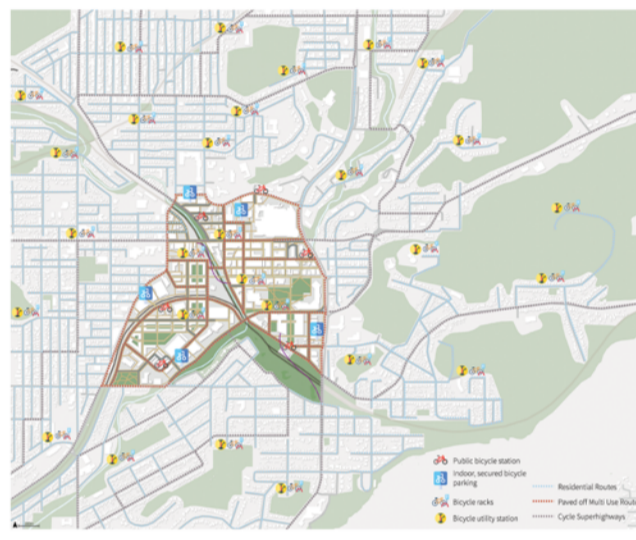 Public bicycle station
Indoor, secured bicycle
parking
Bicycle racks
Bicycle utility station
Residential Routes
Paved off Multi Use Rout
Cycle Superhighways